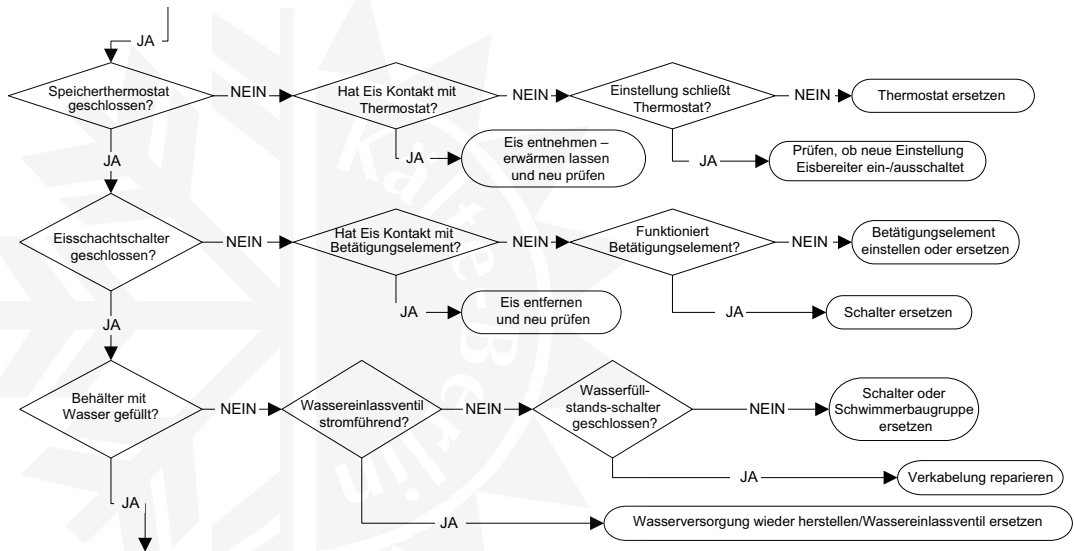 JA
Speicherthermostat
geschlossen?
NEIN
Hat Eis Kontakt mit
Thermostat?
NEIN
Einstellung schließt
Thermostat?
NEIN
Thermostat ersetzen
JA
JA
Eis entnehmen –
erwärmen lassen
und neu prüfen
JA
Prüfen, ob neue Einstellung
Eisbereiter ein-/ausschaltet
Eisschachtschalter
geschlossen?
NEIN
Hat Eis Kontakt mit
Betätigungselement?
NEIN
Funktioniert
Betätigungselement?
NEIN
Betätigungselement
einstellen oder ersetzen
JA
JA
Eis entfernen
und neu prüfen
JA
Schalter ersetzen
Behälter mit
Wasser gefüllt?
NEIN
Wassereinlassventil
stromführend?
NEIN
Wasserfüll-
stands-schalter
geschlossen?
NEIN
Schalter oder
Schwimmerbaugruppe
ersetzen
JA
JA
Verkabelung reparieren
JA
Wasserversorgung wieder herstellen/Wassereinlassventil ersetzen
Kälte-Berlin